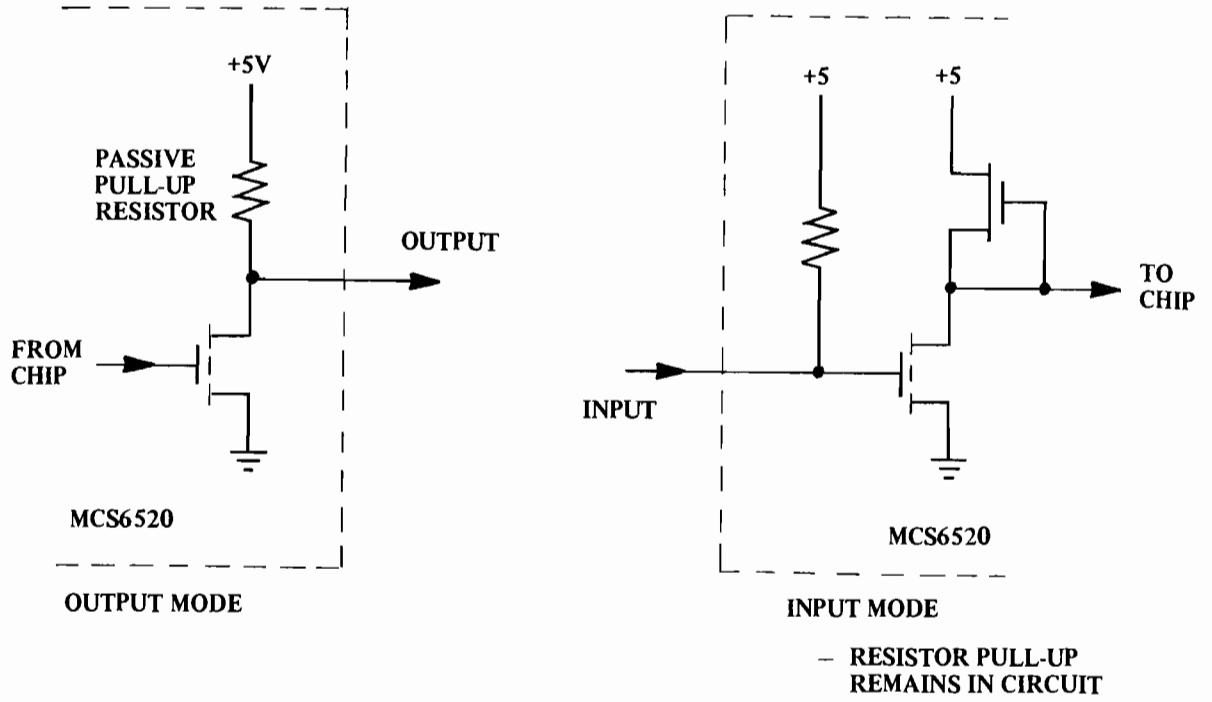 +5V
PASSIVE
PULL-UP
RESISTOR
OUTPUT
FROM
CHIP
MCS6520
OUTPUT MODE
+5
+5
TO
CHIP
INPUT
MCS6520
INPUT MODE
– RESISTOR PULL-UP
REMAINS IN CIRCUIT